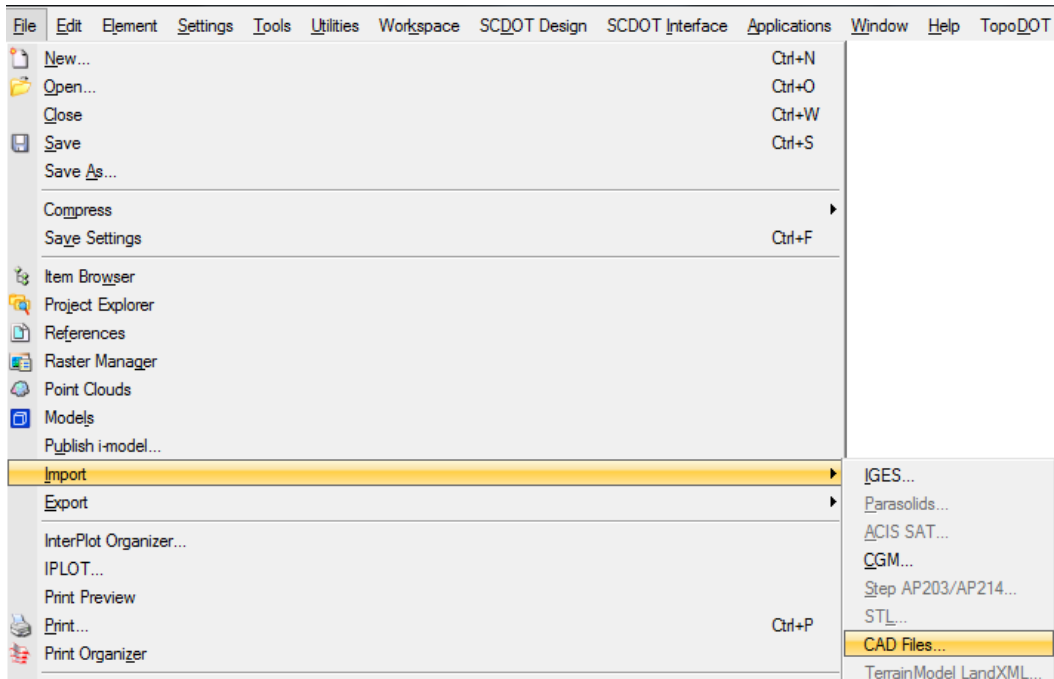 File Edit Element Settings Tools Utilities Workspace SCDOT Design SCDOT Interface Applications Window Help TopoDOT
New... Ctrl+N
Open... Ctrl+O
Close Ctrl+W
Save Ctrl+S
Save As...
Compress
Save Settings Ctrl+F
Item Browser
Project Explorer
References
Raster Manager
Point Clouds
Models
Publish i-model...
Import
Export
InterPlot Organizer...
IPLOT...
Print Preview
Print... Ctrl+P
Print Organizer
IGES...
Parasolids...
ACIS SAT...
CGM...
Step AP203/AP214...
STL...
CAD Files...
TerrainModel LandXML...